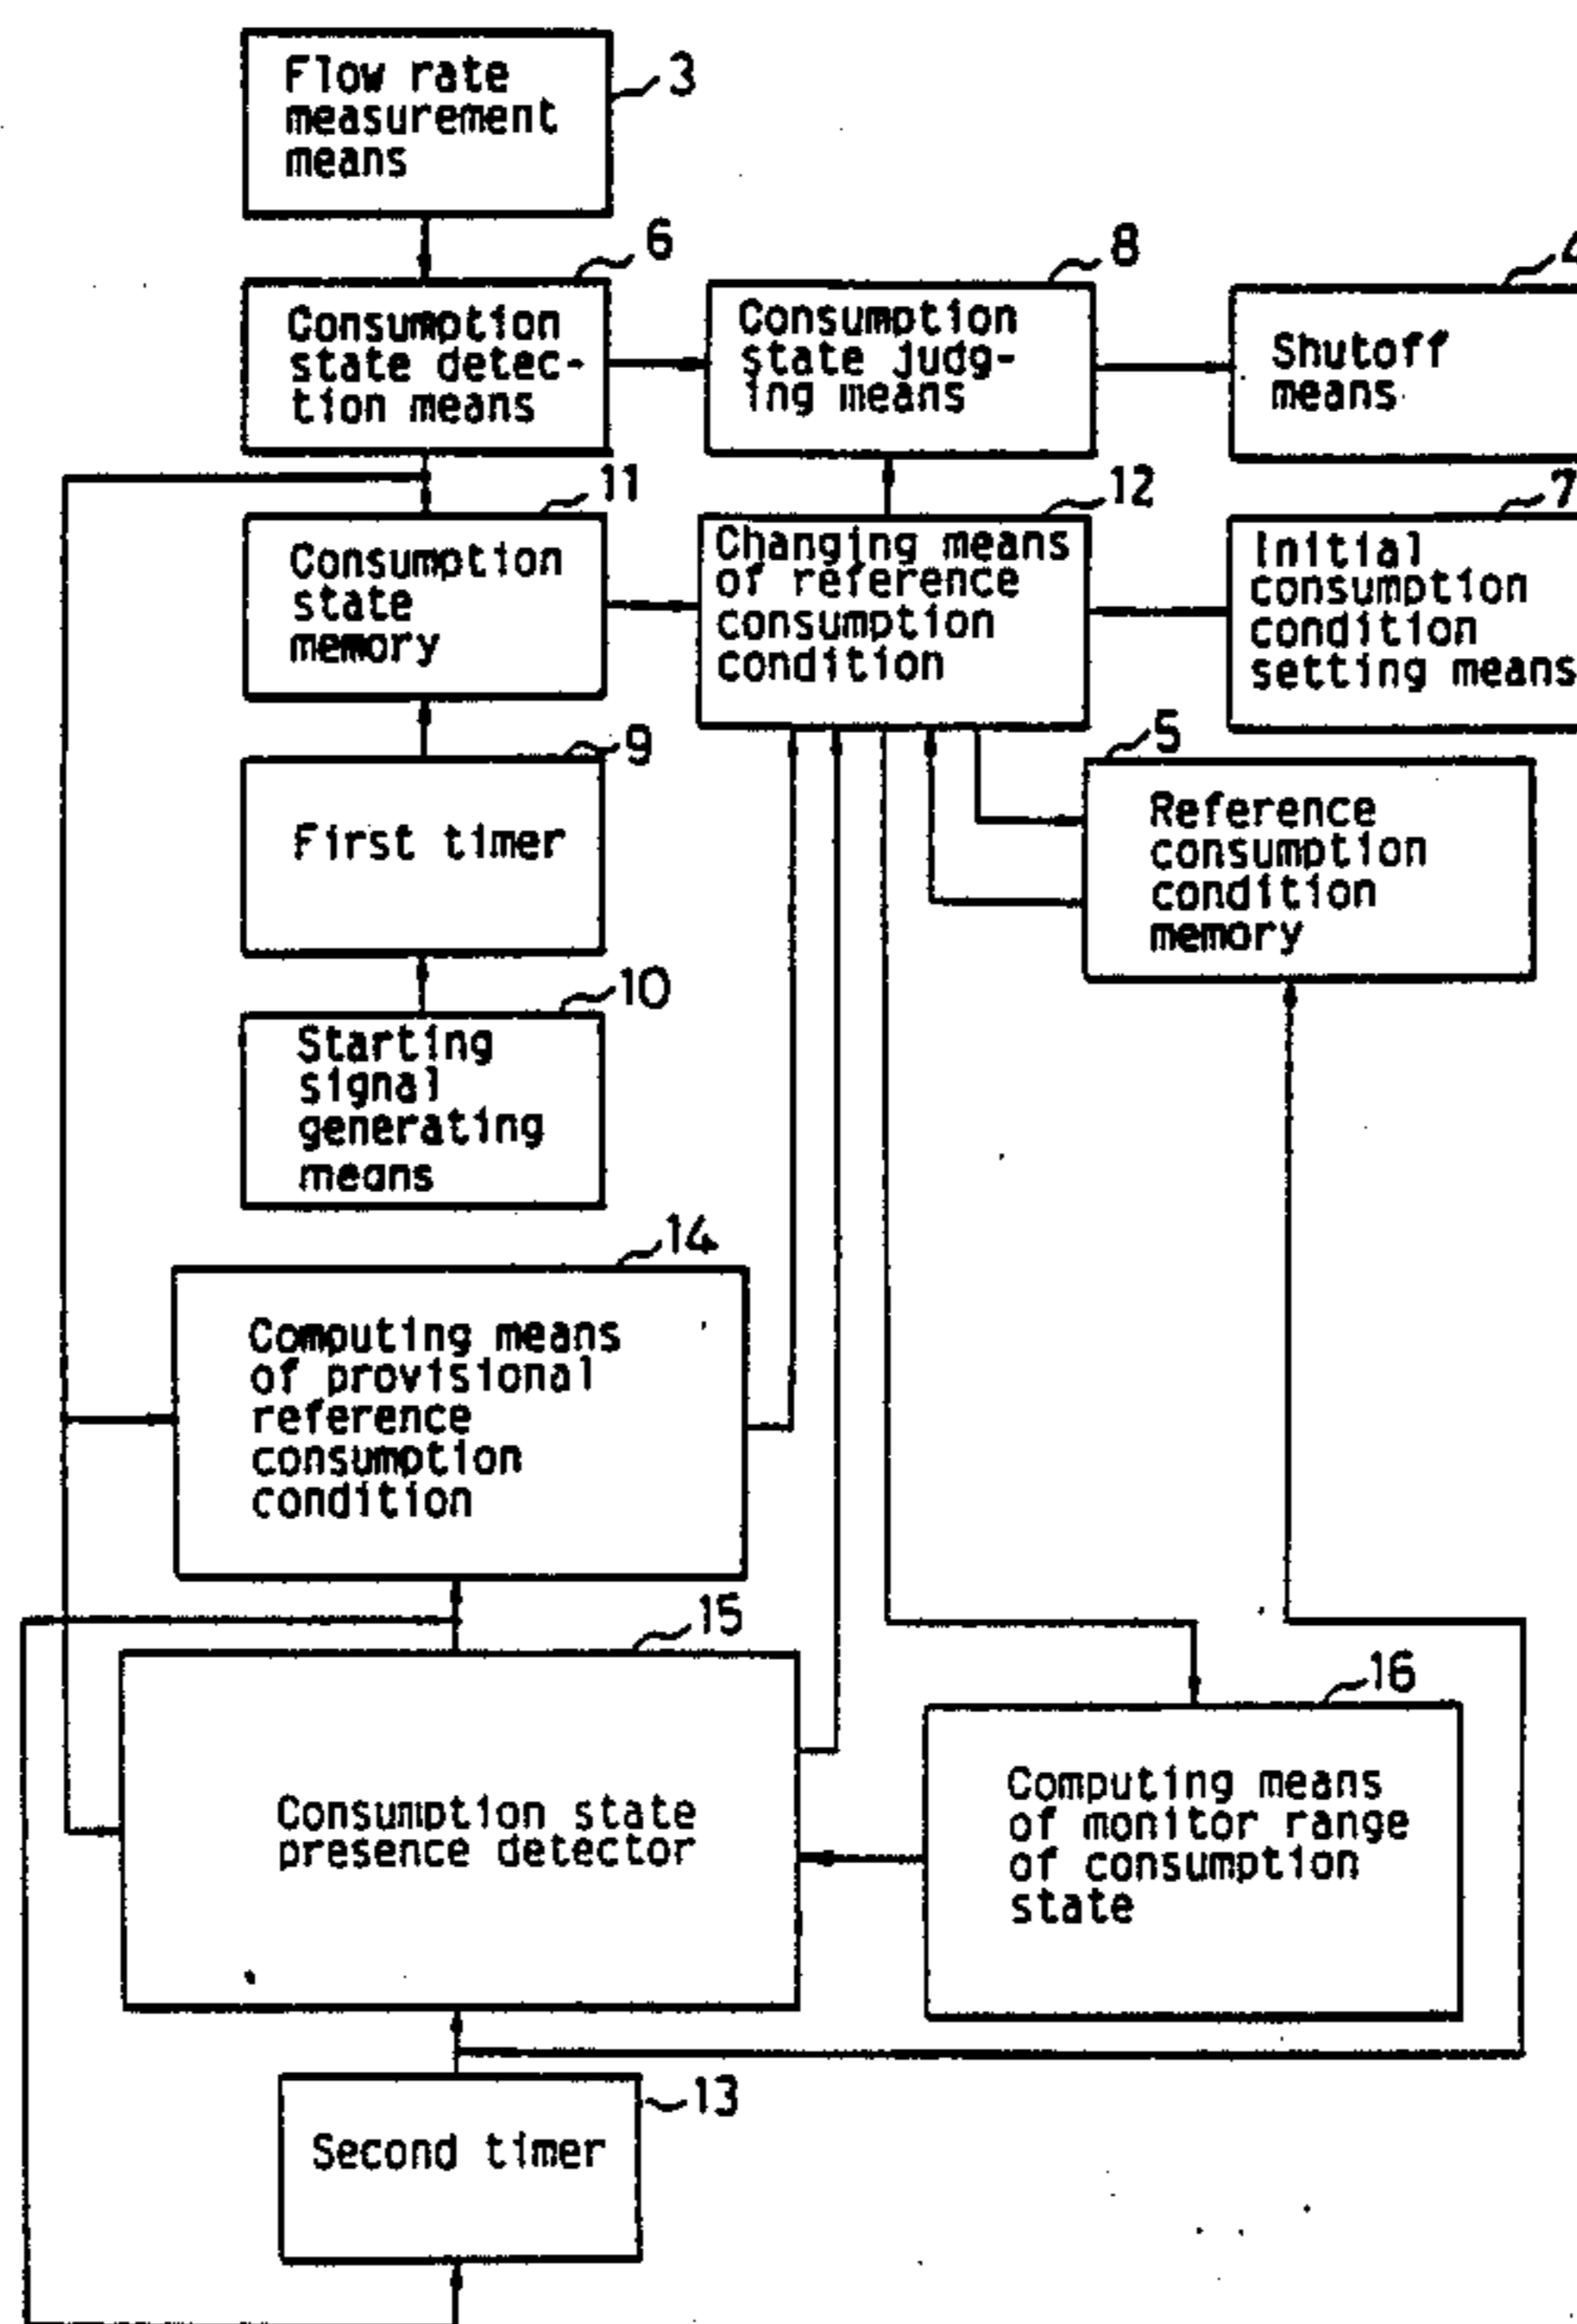 Flow rate
measurement
means
3
6
Consumption
state detec-
tion means
8
Consumption
state judg-
ing means
4
Shutoff
means
11
Consumption
state
memory
12
Changing means
of reference
consumption
condition
7
Initial
consumption
condition
setting means
9
First timer
5
Reference
consumption
condition
memory
10
Starting
signal
generating
means
14
Computing means
of provisional
reference
consumption
condition
15
Consumption state
presence detector
16
Computing means
of monitor range
of consumption
state
13
Second timer